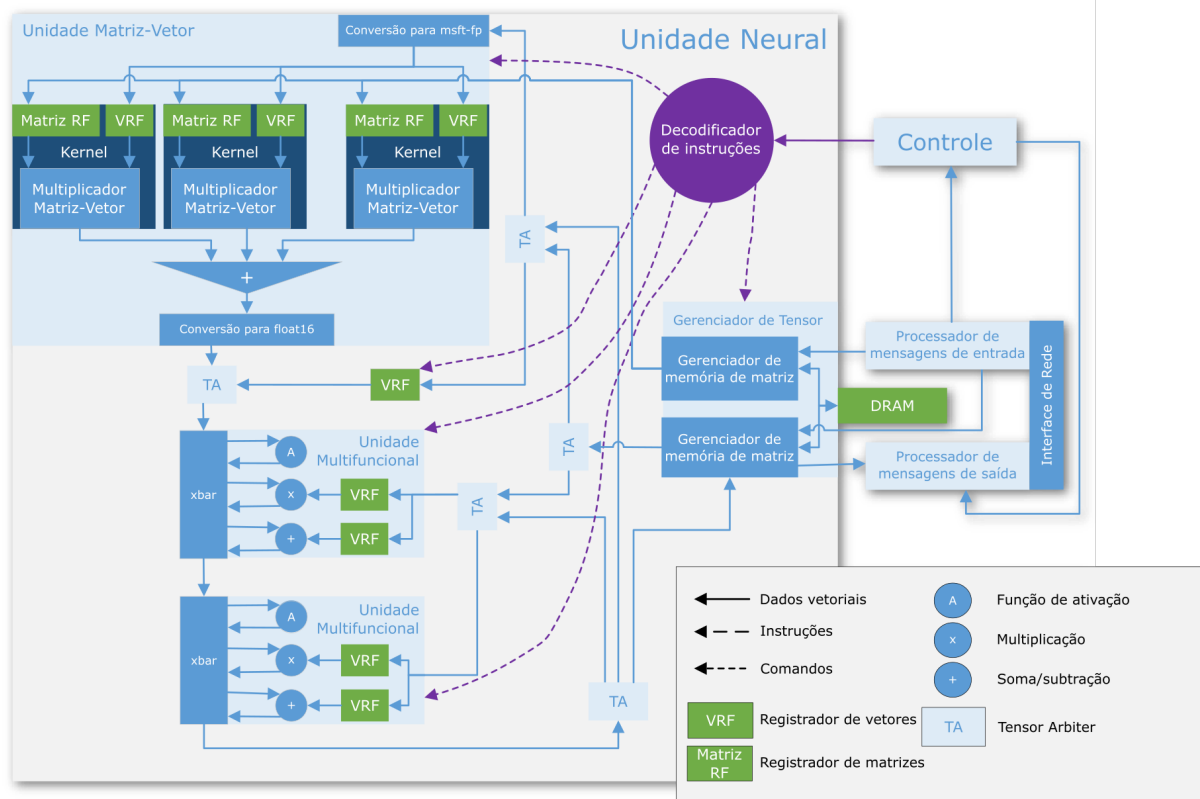 Unidade Matriz-Vetor
Conversão para msft-fp
Unidade Neural
Matriz RF
VRF
Matriz RF
VRF
Matriz RF
VRF
Kernel
Kernel
Kernel
Multiplicador
Matriz-Vetor
Multiplicador
Matriz-Vetor
Multiplicador
Matriz-Vetor
+
Conversão para float16
Decodificador
de instruções
Controle
TA
TA
VRF
Gerenciador de Tensor
Gerenciador de
memória de matriz
Gerenciador de
memória de matriz
DRAM
Processador de
mensagens de entrada
Processador de
mensagens de saída
Interface de Rede
TA
TA
xbar
Unidade
Multifuncional
A
x
VRF
+
VRF
xbar
Unidade
Multifuncional
A
x
VRF
+
VRF
TA
Dados vetoriais
Instruções
Comandos
VRF
Registrador de vetores
Matriz
RF
Registrador de matrizes
A
Função de ativação
x
Multiplicação
+
Soma/subtração
TA
Tensor Arbiter